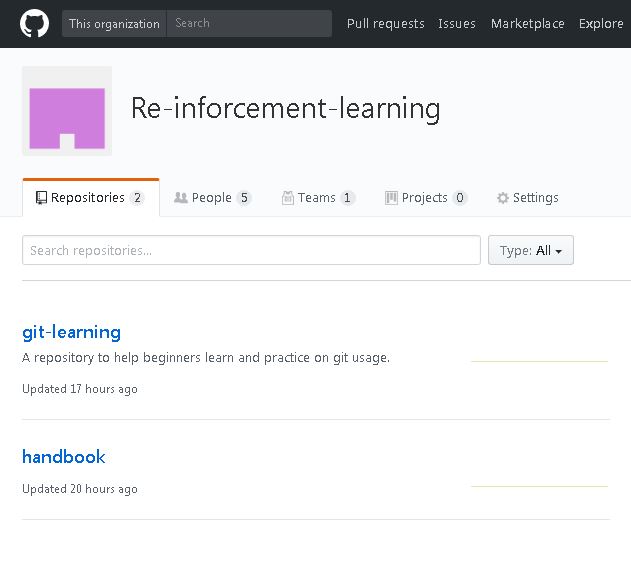 This organization Search Pull requests Issues Marketplace Explore
Re-inforcement-learning
Repositories 2 People 5 Teams 1 Projects 0 Settings
Search repositories... Type: All
git-learning
A repository to help beginners learn and practice on git usage.
Updated 17 hours ago
handbook
Updated 20 hours ago